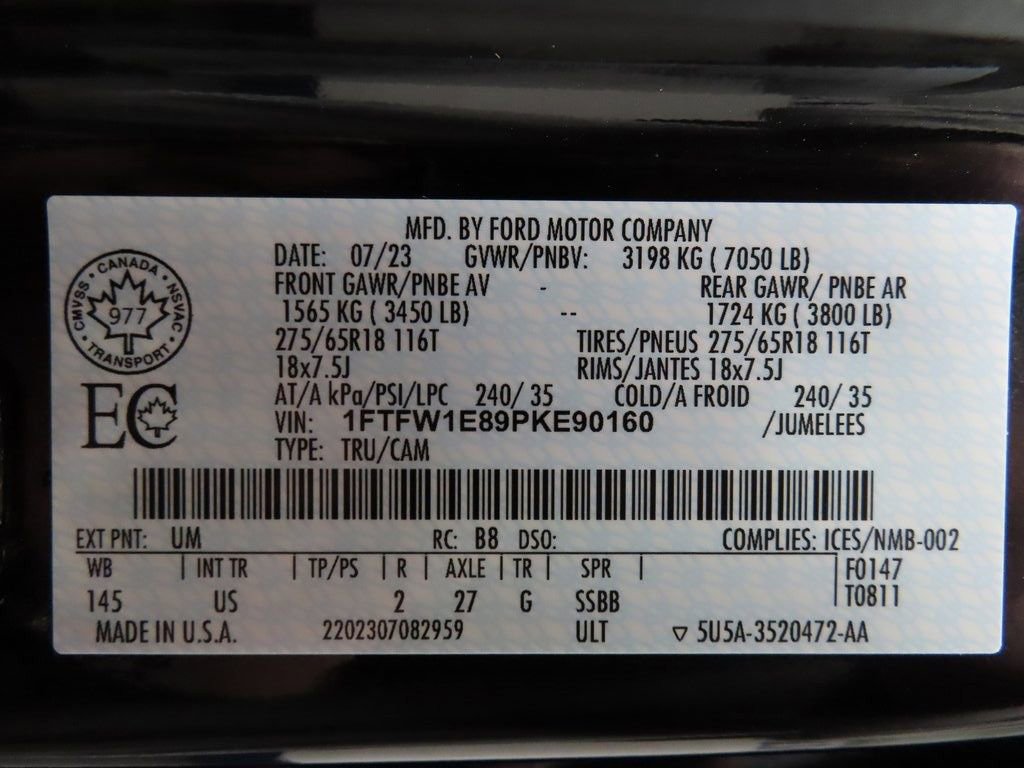 MFD. BY FORD MOTOR COMPANY
DATE: 07/23 GVWR/PNBV: 3198 KG ( 7050 LB)
FRONT GAWR/PNBE AV - REAR GAWR/ PNBE AR
1565 KG ( 3450 LB) -- 1724 KG ( 3800 LB)
275/65R18 116T TIRES/PNEUS 275/65R18 116T
18x7.5J RIMS/JANTES 18x7.5J
AT/A kPa/PSI/LPC 240/ 35 COLD/A FROID 240/ 35
VIN: 1FTFW1E89PKE90160 /JUMELEES
TYPE: TRU/CAM
CANADA
CMVSS • NSVAC
977
TRANSPORT
EC
EXT PNT: UM RC: B8 DSO: COMPLIES: ICES/NMB-002
WB | INT TR | TP/PS | R | AXLE | TR | SPR | F0147
145 US 2 27 G SSBB T0811
MADE IN U.S.A. 2202307082959 ULT ▽ 5U5A-3520472-AA